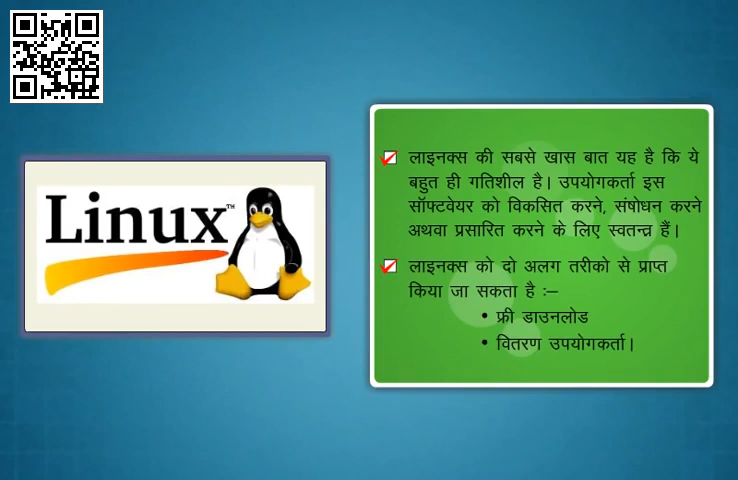 Linux™
लाइनक्स की सबसे खास बात यह है कि ये
बहुत ही गतिशील है। उपयोगकर्ता इस
सॉफ्टवेयर को विकसित करने, संषोधन करने
अथवा प्रसारित करने के लिए स्वतन्त्र हैं।
लाइनक्स को दो अलग तरीको से प्राप्त
किया जा सकता है :–
• फ्री डाउनलोड
• वितरण उपयोगकर्ता।